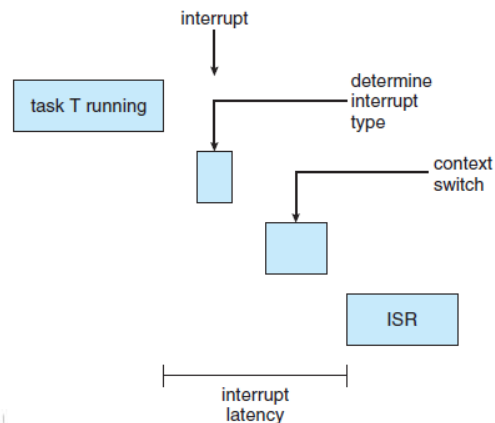 interrupt
task T running
determine
interrupt
type
context
switch
ISR
interrupt
latency